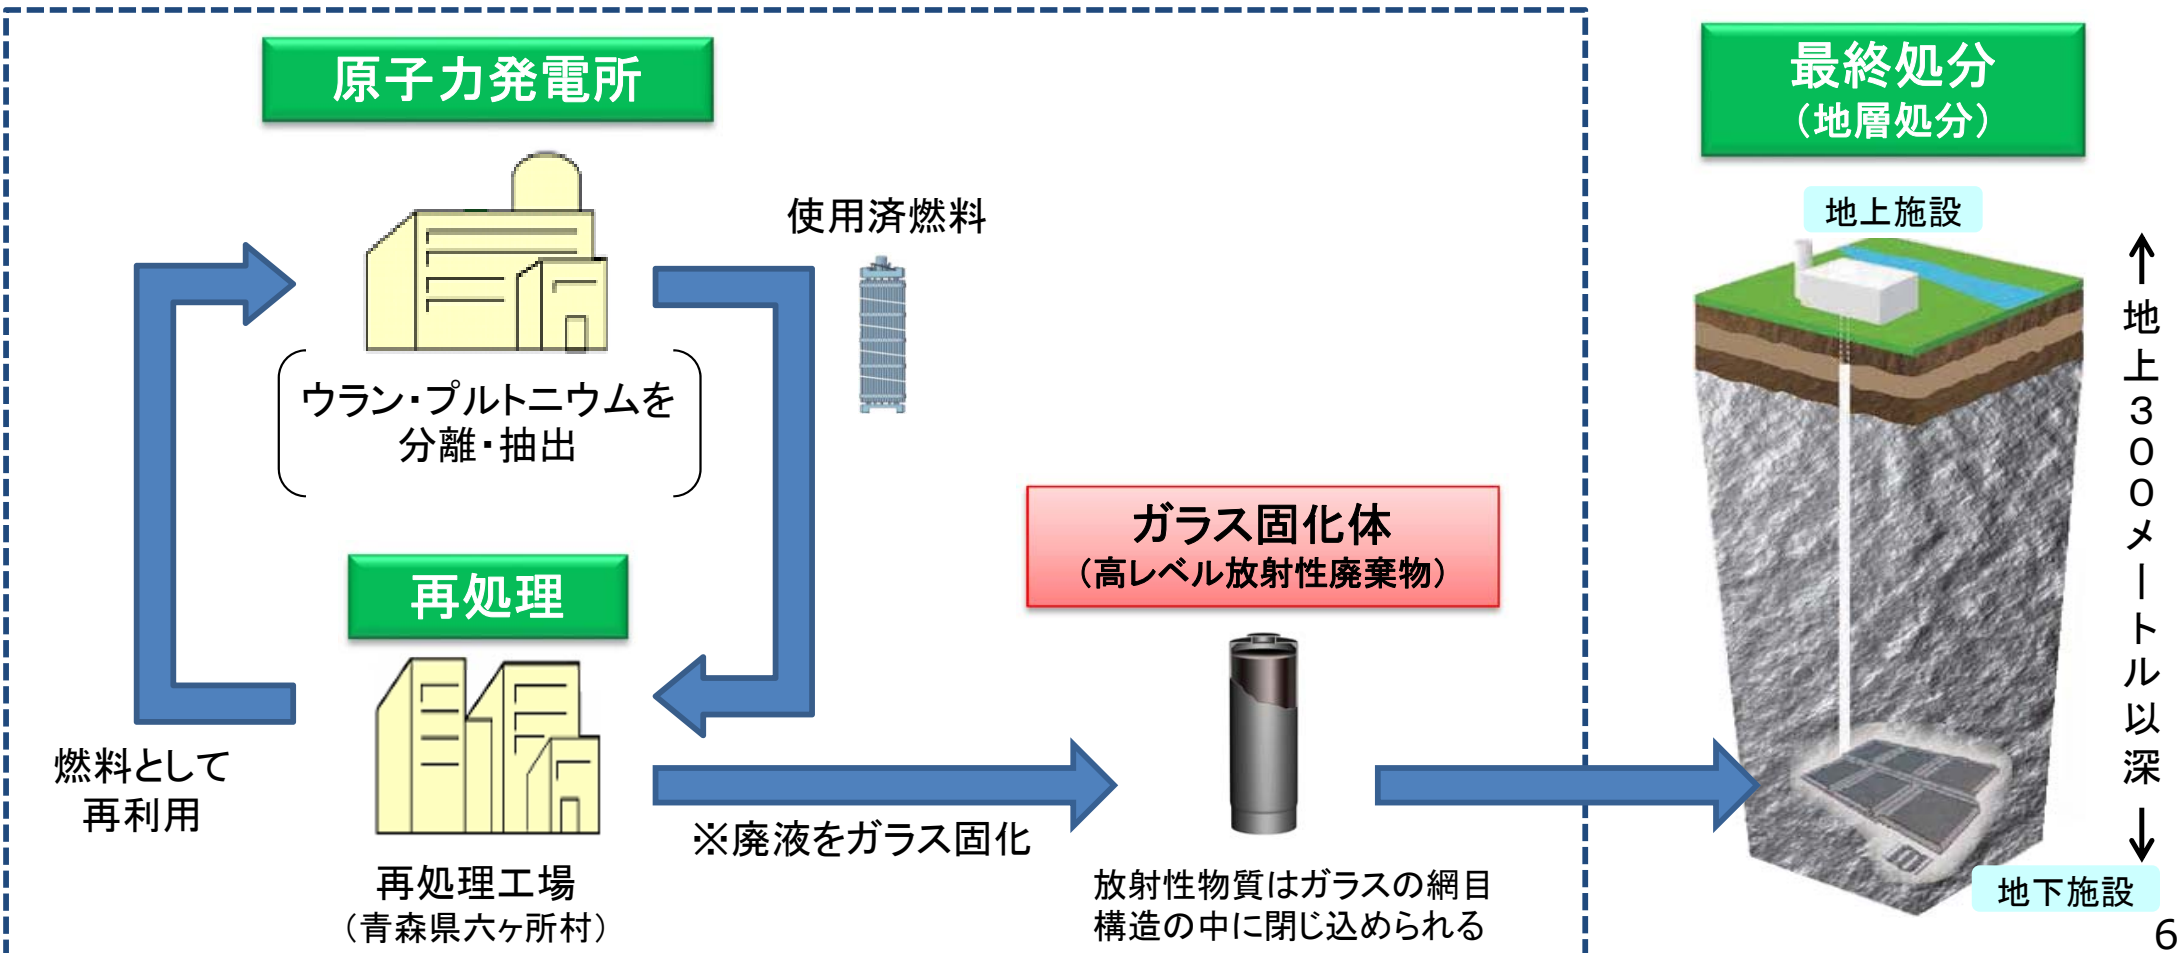 原子力発電所
最終処分
（地層処分）
地上施設
使用済燃料
ウラン・プルトニウムを
分離・抽出
再処理
ガラス固化体
（高レベル放射性廃棄物）
燃料として
再利用
※廃液をガラス固化
再処理工場
（青森県六ヶ所村）
放射性物質はガラスの網目
構造の中に閉じ込められる
地上３００メートル以深
地下施設
6